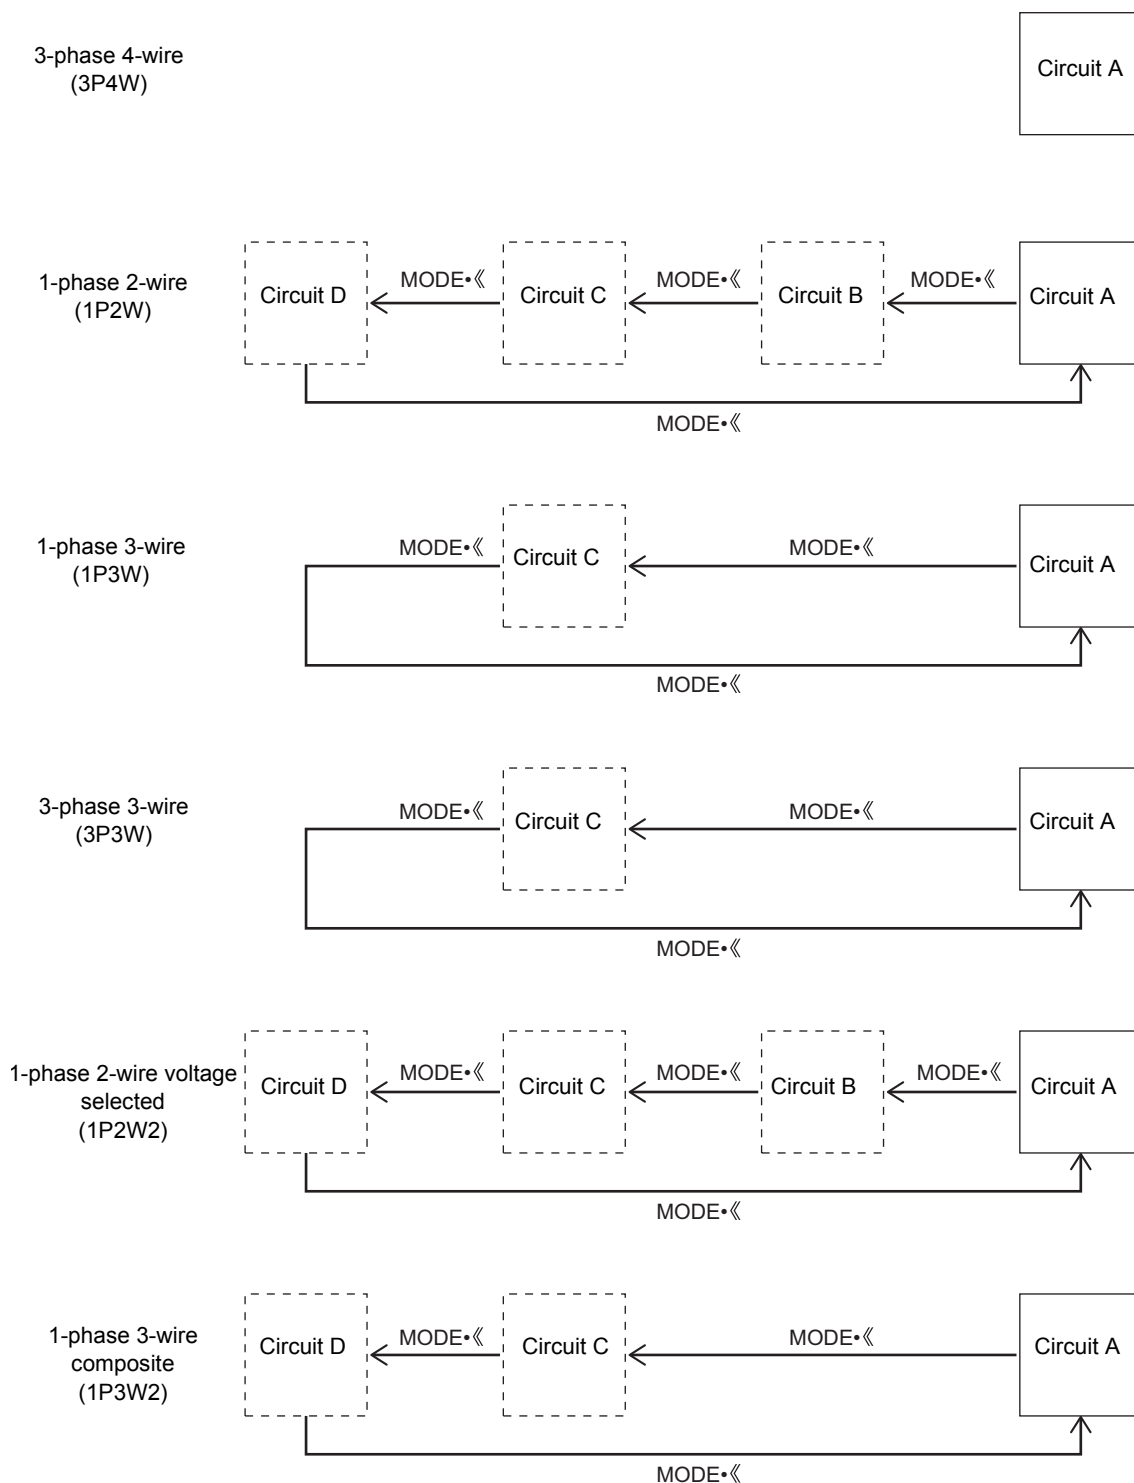 3-phase 4-wire
(3P4W)
Circuit A
1-phase 2-wire
(1P2W)
Circuit D
MODE•《
Circuit C
MODE•《
Circuit B
MODE•《
Circuit A
MODE•《
1-phase 3-wire
(1P3W)
MODE•《
Circuit C
MODE•《
Circuit A
MODE•《
3-phase 3-wire
(3P3W)
MODE•《
Circuit C
MODE•《
Circuit A
MODE•《
1-phase 2-wire voltage
selected
(1P2W2)
Circuit D
MODE•《
Circuit C
MODE•《
Circuit B
MODE•《
Circuit A
MODE•《
1-phase 3-wire
composite
(1P3W2)
Circuit D
MODE•《
Circuit C
MODE•《
Circuit A
MODE•《